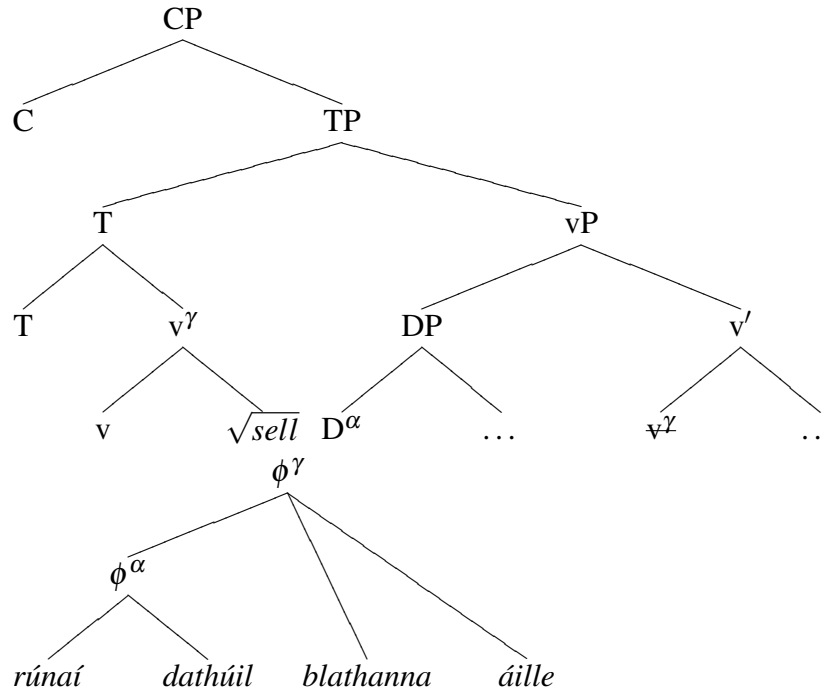 CP
C TP
T vP
T v^γ DP v′
v √sell D^α … v^γ ..
ϕ^γ
ϕ^α
rúnaí dathúil blathanna áille